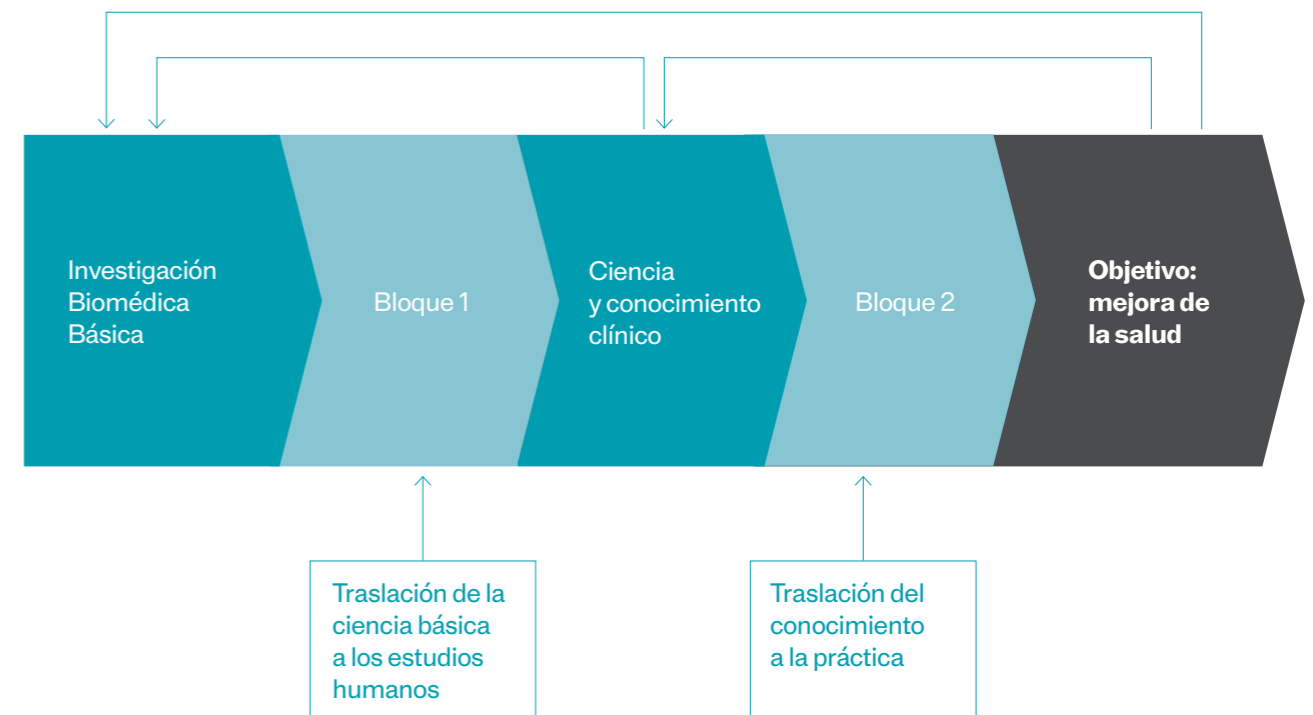 Investigación
Biomédica
Básica
Bloque 1
Ciencia
y conocimiento
clínico
Bloque 2
Objetivo:
mejora de
la salud
Traslación de la
ciencia básica
a los estudios
humanos
Traslación del
conocimiento
a la práctica